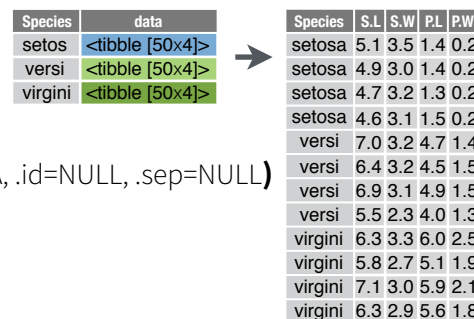 Species data
setos <tibble [50x4]>
versi <tibble [50x4]>
virgini <tibble [50x4]>
, .id=NULL, .sep=NULL)
Species S.L S.W P.L P.W
setosa 5.1 3.5 1.4 0.2
setosa 4.9 3.0 1.4 0.2
setosa 4.7 3.2 1.3 0.2
setosa 4.6 3.1 1.5 0.2
versi 7.0 3.2 4.7 1.4
versi 6.4 3.2 4.5 1.5
versi 6.9 3.1 4.9 1.5
versi 5.5 2.3 4.0 1.3
virgini 6.3 3.3 6.0 2.5
virgini 5.8 2.7 5.1 1.9
virgini 7.1 3.0 5.9 2.1
virgini 6.3 2.9 5.6 1.8